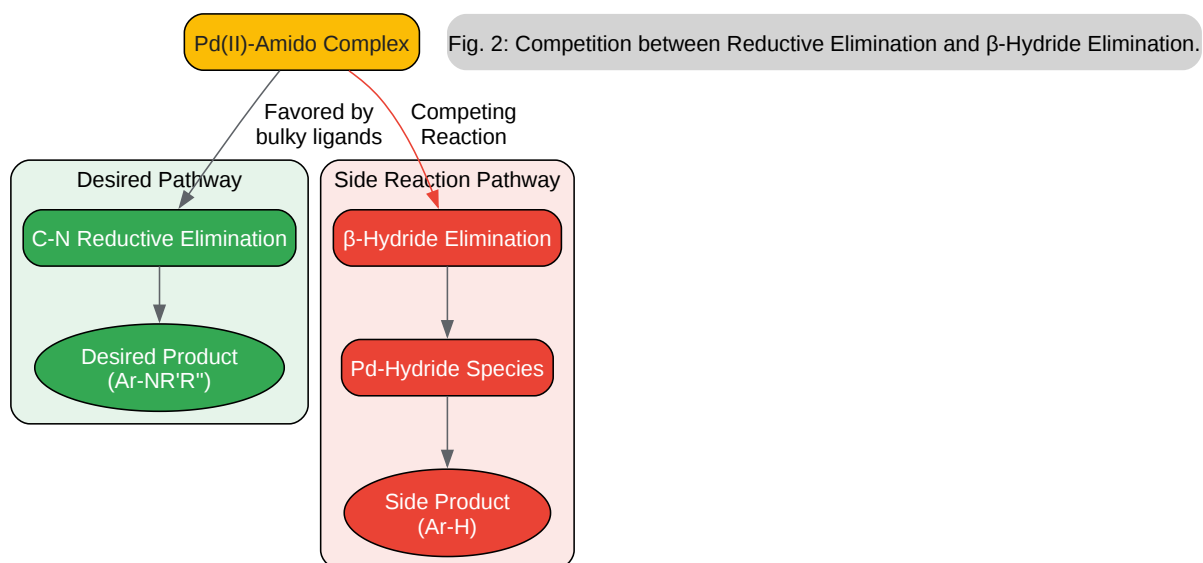 Pd(II)-Amido Complex
Fig. 2: Competition between Reductive Elimination and β-Hydride Elimination.
Favored by
bulky ligands
Competing
Reaction
Desired Pathway
C-N Reductive Elimination
Desired Product
(Ar-NR'R")
Side Reaction Pathway
β-Hydride Elimination
Pd-Hydride Species
Side Product
(Ar-H)